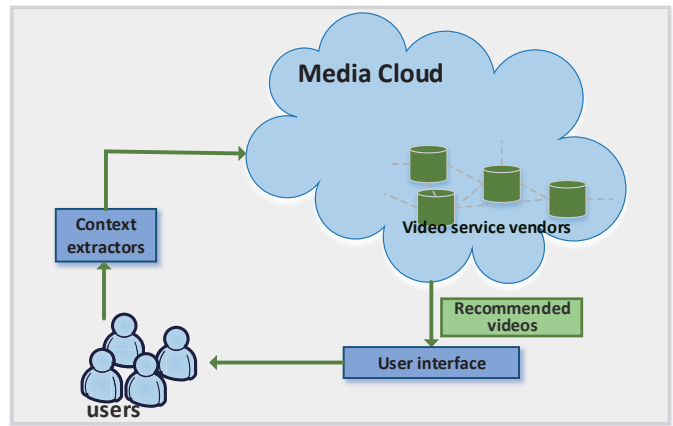 Media Cloud
Video service vendors
Context
extractors
Recommended
videos
User interface
users